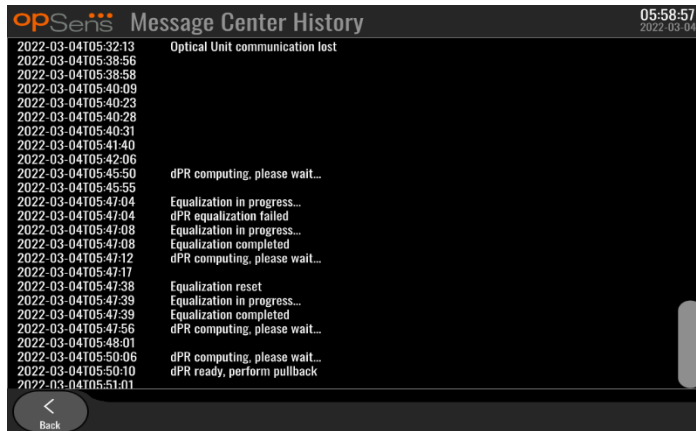 opSens Message Center History 05:58:57
2022-03-04
2022-03-04T05:32:13 Optical Unit communication lost
2022-03-04T05:38:56
2022-03-04T05:38:58
2022-03-04T05:40:09
2022-03-04T05:40:23
2022-03-04T05:40:28
2022-03-04T05:40:31
2022-03-04T05:41:40
2022-03-04T05:42:06
2022-03-04T05:45:50 dPR computing, please wait...
2022-03-04T05:45:55
2022-03-04T05:47:04 Equalization in progress...
2022-03-04T05:47:04 dPR equalization failed
2022-03-04T05:47:08 Equalization in progress...
2022-03-04T05:47:08 Equalization completed
2022-03-04T05:47:12 dPR computing, please wait...
2022-03-04T05:47:17
2022-03-04T05:47:38 Equalization reset
2022-03-04T05:47:39 Equalization in progress...
2022-03-04T05:47:39 Equalization completed
2022-03-04T05:47:56 dPR computing, please wait...
2022-03-04T05:48:01
2022-03-04T05:50:06 dPR computing, please wait...
2022-03-04T05:50:10 dPR ready, perform pullback
2022-03-04T05:51:01
Back